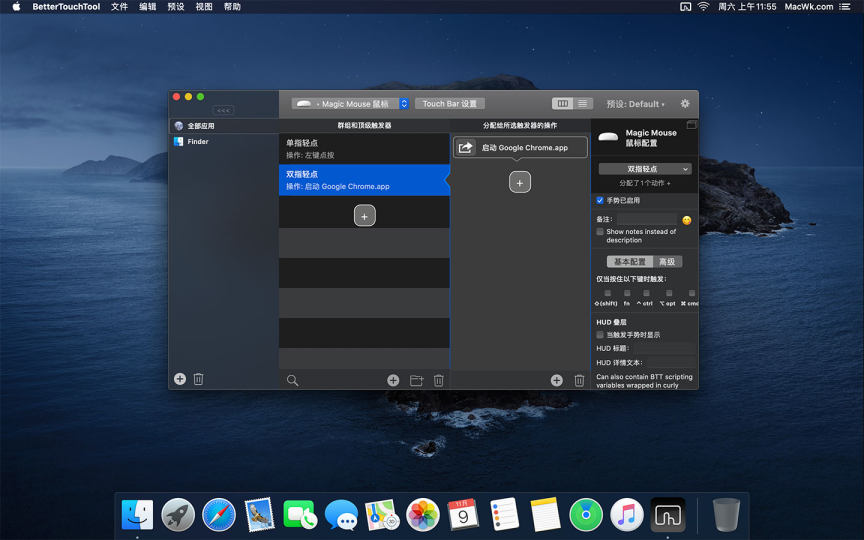 BetterTouchTool 文件 编辑 预设 视图 帮助
周六 上午11:55 MacWk.com
<<<
Magic Mouse 鼠标
Touch Bar 设置
预设: Default
全部应用
Finder
群组和顶级触发器
单指轻点
操作: 左键点按
双指轻点
操作: 启动 Google Chrome.app
+
分配给所选触发器的操作
启动 Google Chrome.app
+
Magic Mouse
鼠标配置
双指轻点
分配了1个动作 +
手势已启用
备注:
Show notes instead of
description
基本配置 高级
仅当按住以下键时触发:
⇧(shift) fn ^ ctrl ⌥ opt ⌘ cmd
HUD 叠层
当触发手势时显示
HUD 标题:
HUD 详情文本:
Can also contain BTT scripting
variables wrapped in curly
11月
9